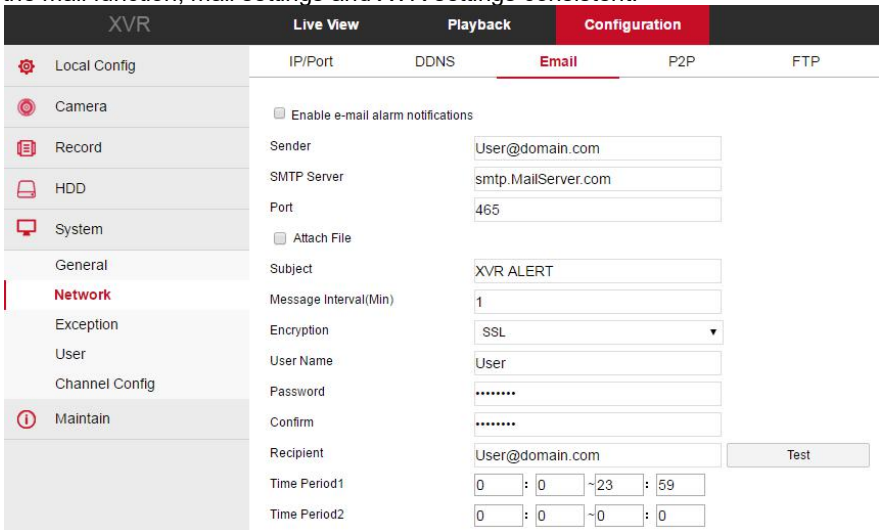 XVR Live View Playback Configuration
Local Config
Camera
Record
HDD
System
General
Network
Exception
User
Channel Config
Maintain
IP/Port DDNS Email P2P FTP
Enable e-mail alarm notifications
Sender User@domain.com
SMTP Server smtp.MailServer.com
Port 465
Attach File
Subject XVR ALERT
Message Interval(Min) 1
Encryption SSL
User Name User
Password ••••••••
Confirm ••••••••
Recipient User@domain.com Test
Time Period1 0 : 0 ~23 : 59
Time Period2 0 : 0 ~0 : 0